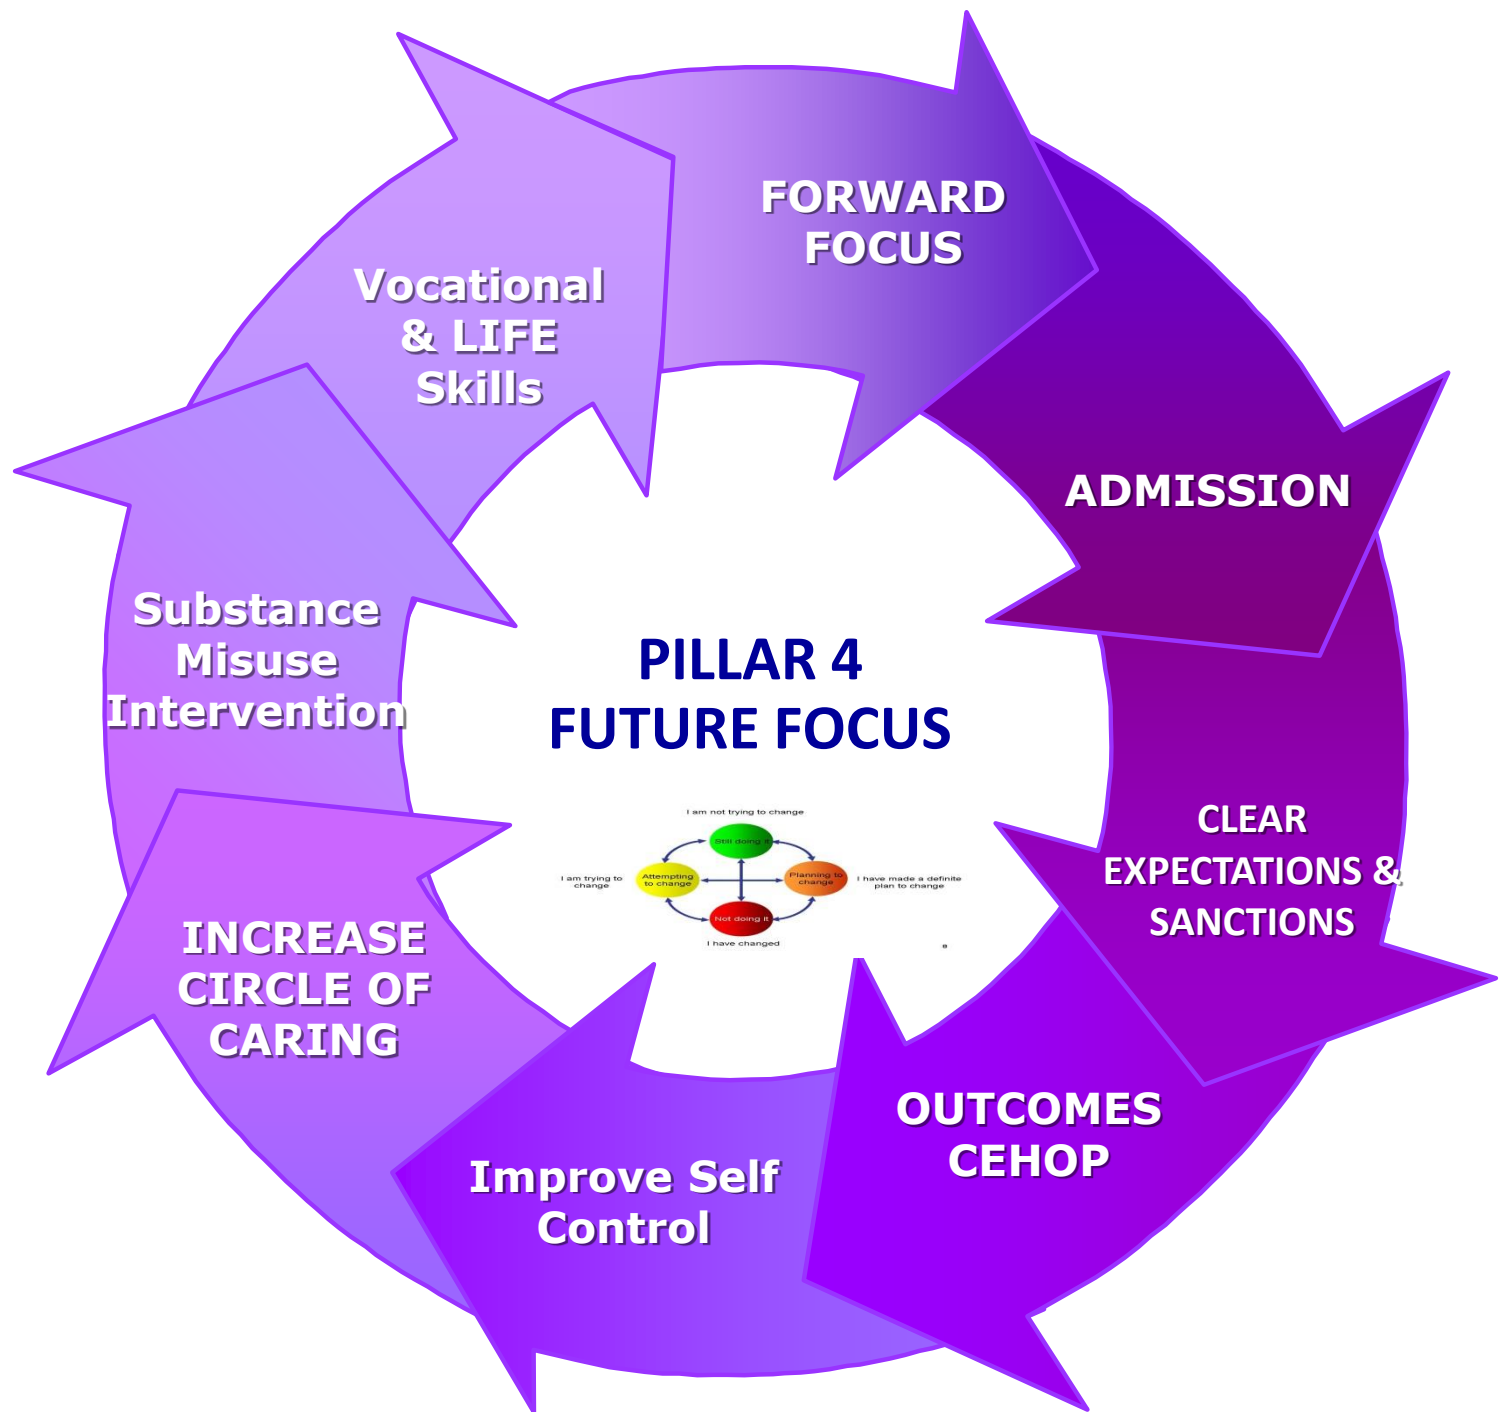 FORWARD
FOCUS
ADMISSION
CLEAR
EXPECTATIONS &
SANCTIONS
OUTCOMES
CEHOP
Improve Self
Control
INCREASE
CIRCLE OF
CARING
Substance
Misuse
Intervention
Vocational
& LIFE
Skills
PILLAR 4
FUTURE FOCUS
I am not trying to change
Still doing it
I am trying to
change
Attempting
to change
Planning to
change
I have made a definite
plan to change
Not doing it
I have changed
e